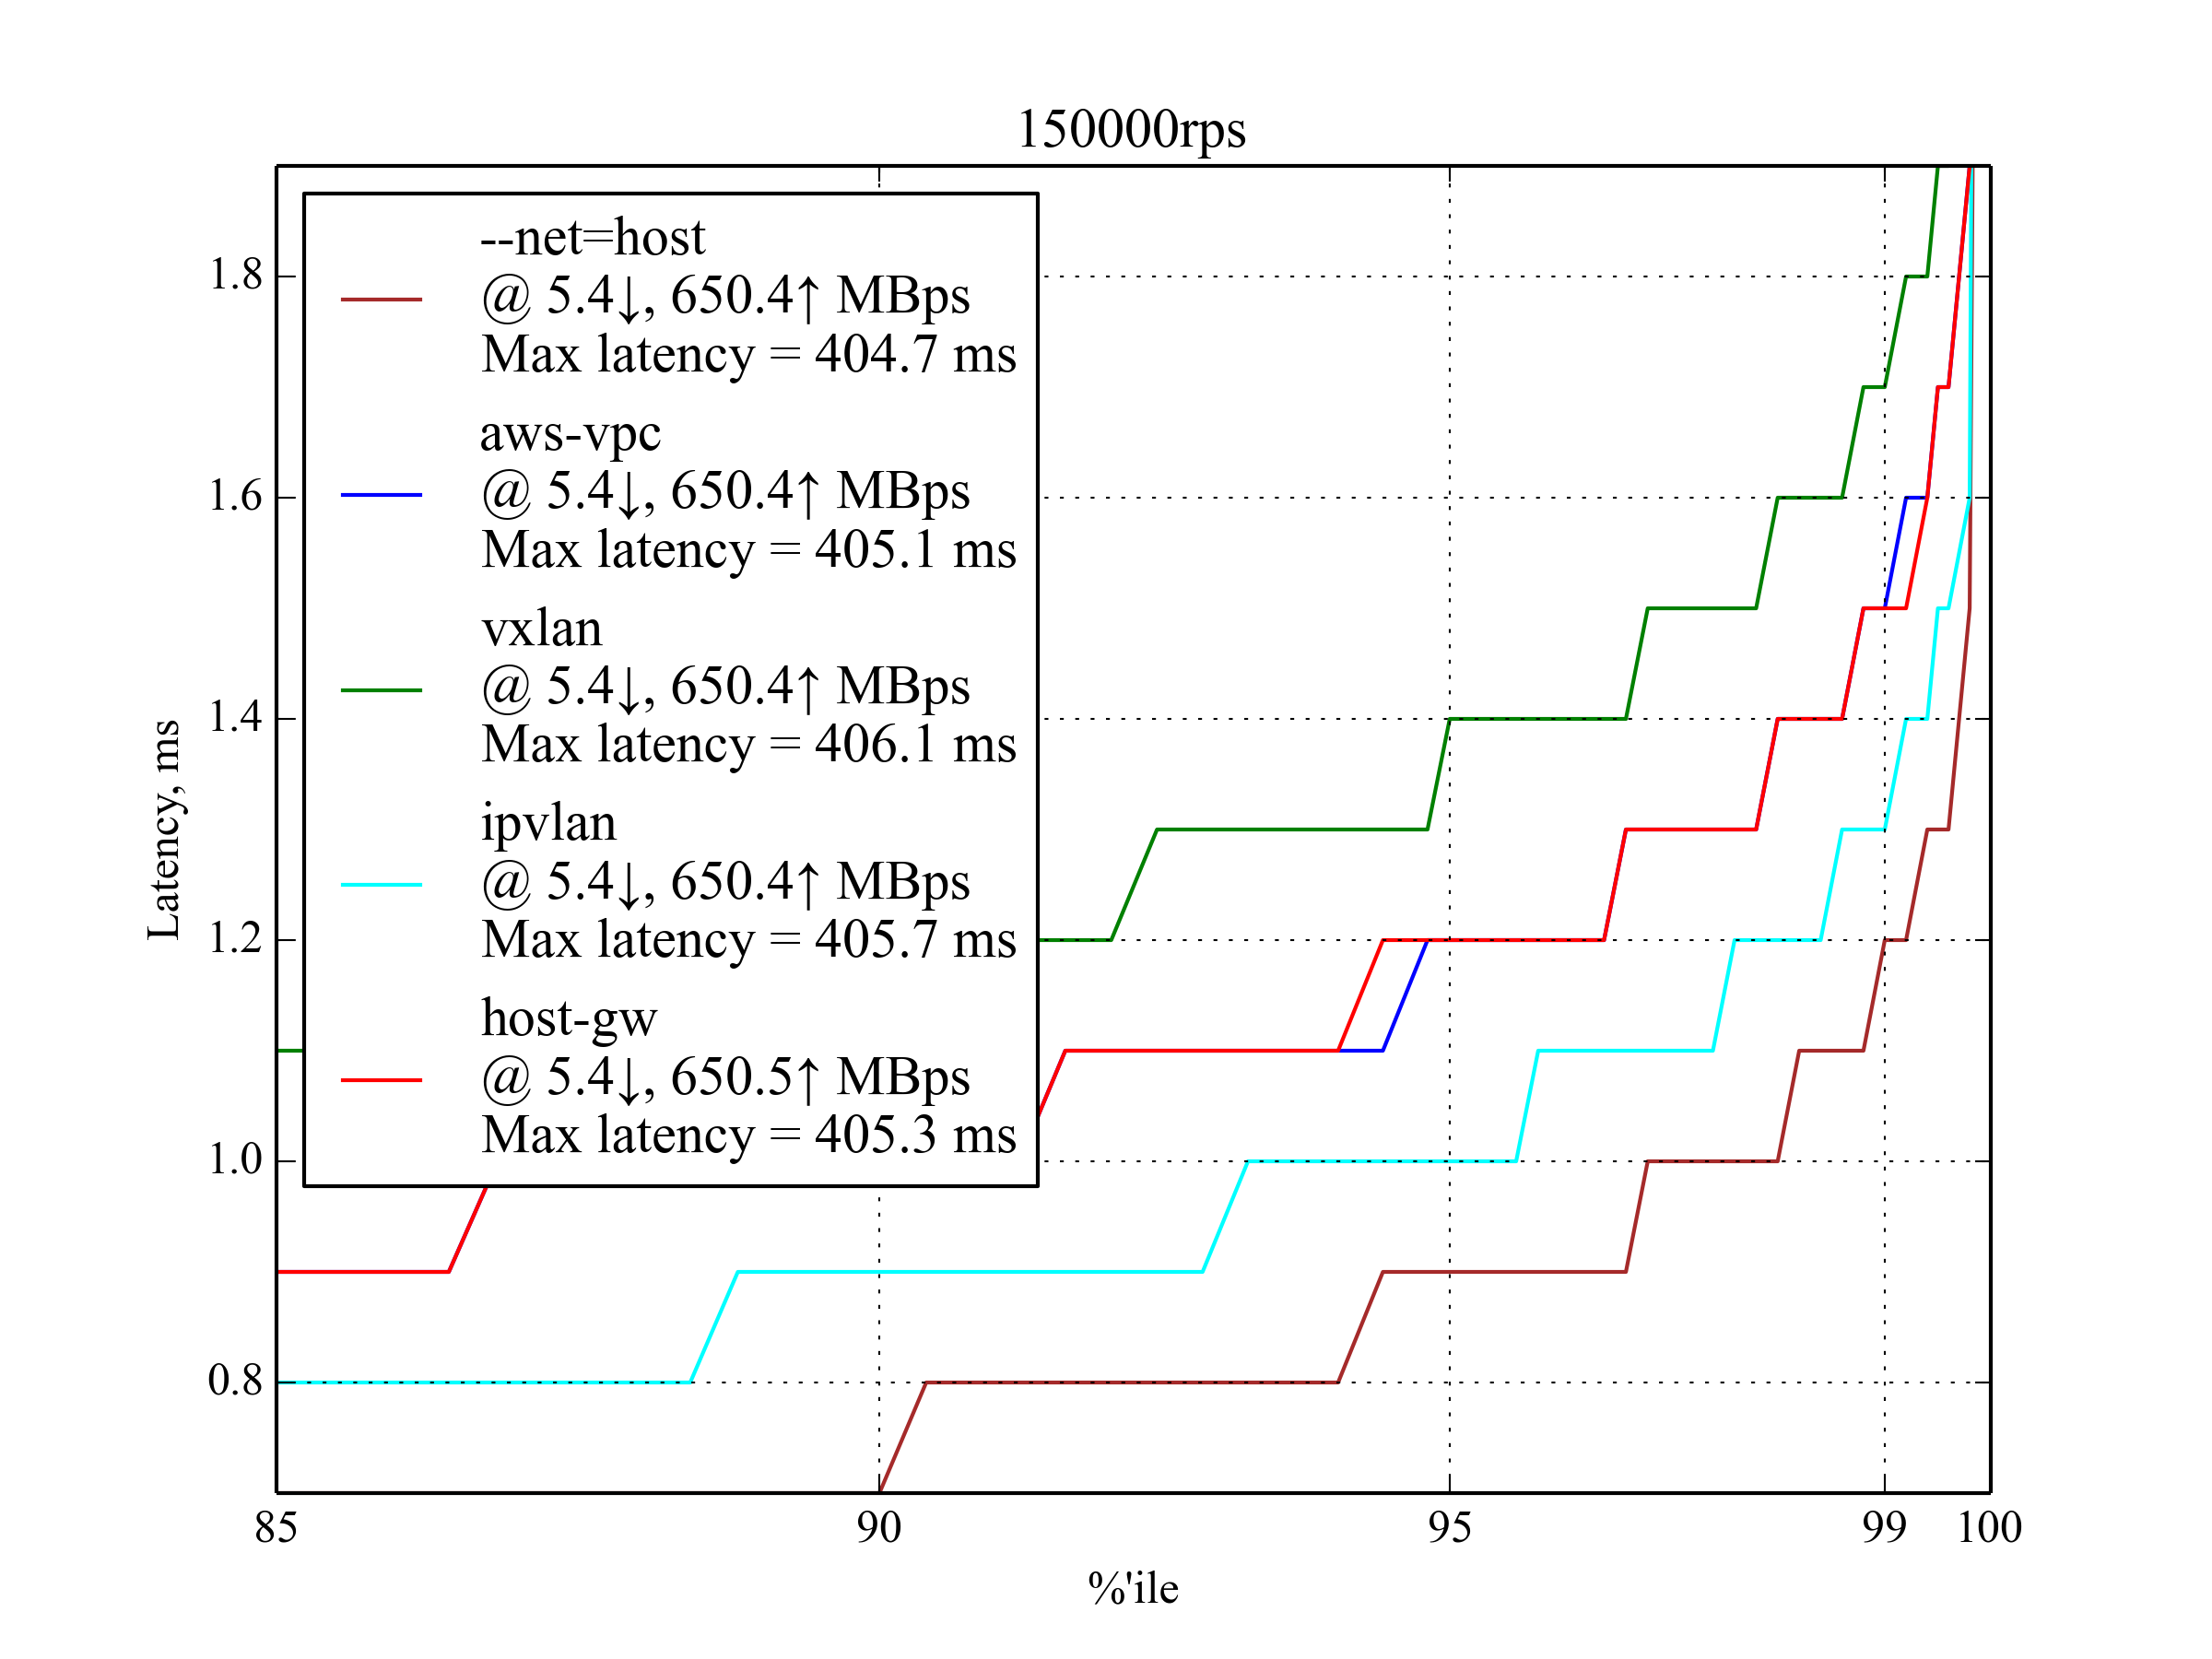 150000rps
--net=host
@ 5.4↓, 650.4↑ MBps
Max latency = 404.7 ms
aws-vpc
@ 5.4↓, 650.4↑ MBps
Max latency = 405.1 ms
vxlan
@ 5.4↓, 650.4↑ MBps
Max latency = 406.1 ms
ipvlan
@ 5.4↓, 650.4↑ MBps
Max latency = 405.7 ms
host-gw
@ 5.4↓, 650.5↑ MBps
Max latency = 405.3 ms
1.8
1.6
1.4
1.2
1.0
0.8
Latency, ms
85 90 95 99 100
%'ile